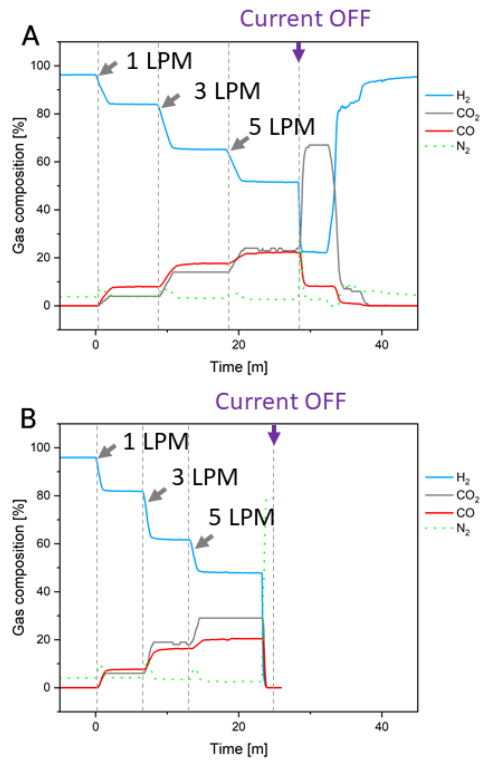 Current OFF
A
1 LPM
3 LPM
5 LPM
100
80
60
40
20
0
Gas composition [%]
0
20
40
Time [m]
H₂
CO₂
CO
N₂
Current OFF
B
1 LPM
3 LPM
5 LPM
100
80
60
40
20
0
Gas composition [%]
0
20
40
Time [m]
H₂
CO₂
CO
N₂